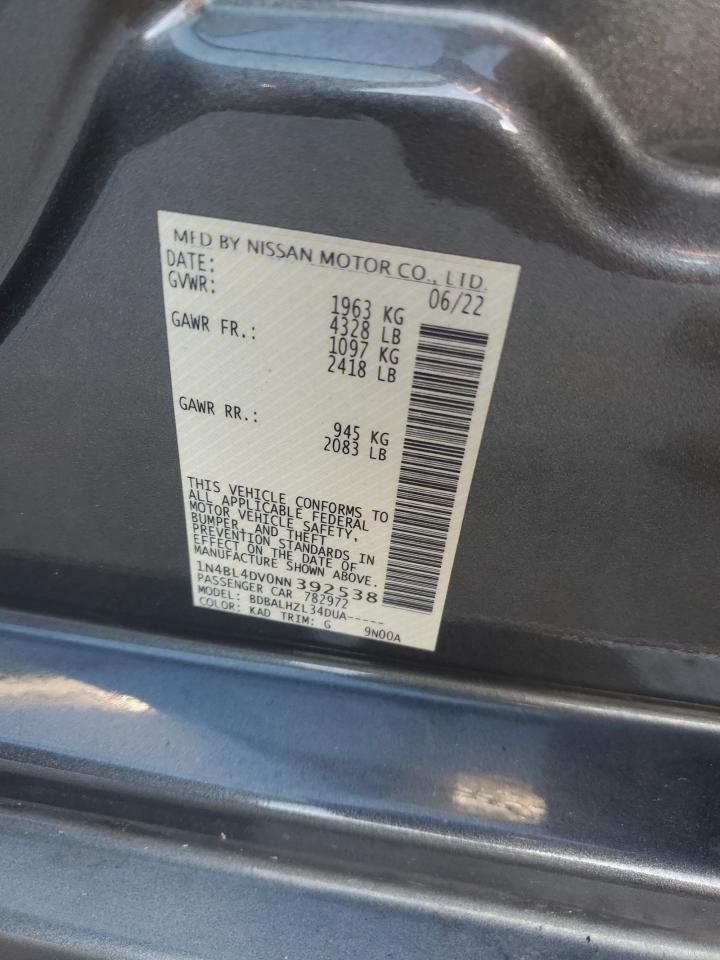 MFD BY NISSAN MOTOR CO., LTD.
DATE: 06/22
GVWR: 1963 KG
4328 LB
GAWR FR.: 1097 KG
2418 LB
GAWR RR.: 945 KG
2083 LB
THIS VEHICLE CONFORMS TO
ALL APPLICABLE FEDERAL
MOTOR VEHICLE SAFETY,
BUMPER, AND THEFT
PREVENTION STANDARDS IN
EFFECT ON THE DATE OF
MANUFACTURE SHOWN ABOVE.
1N4BL4DV0NN392538
PASSENGER CAR 782972
MODEL: BDBALHZL34DUA-----
COLOR: KAD TRIM: G 9N00A